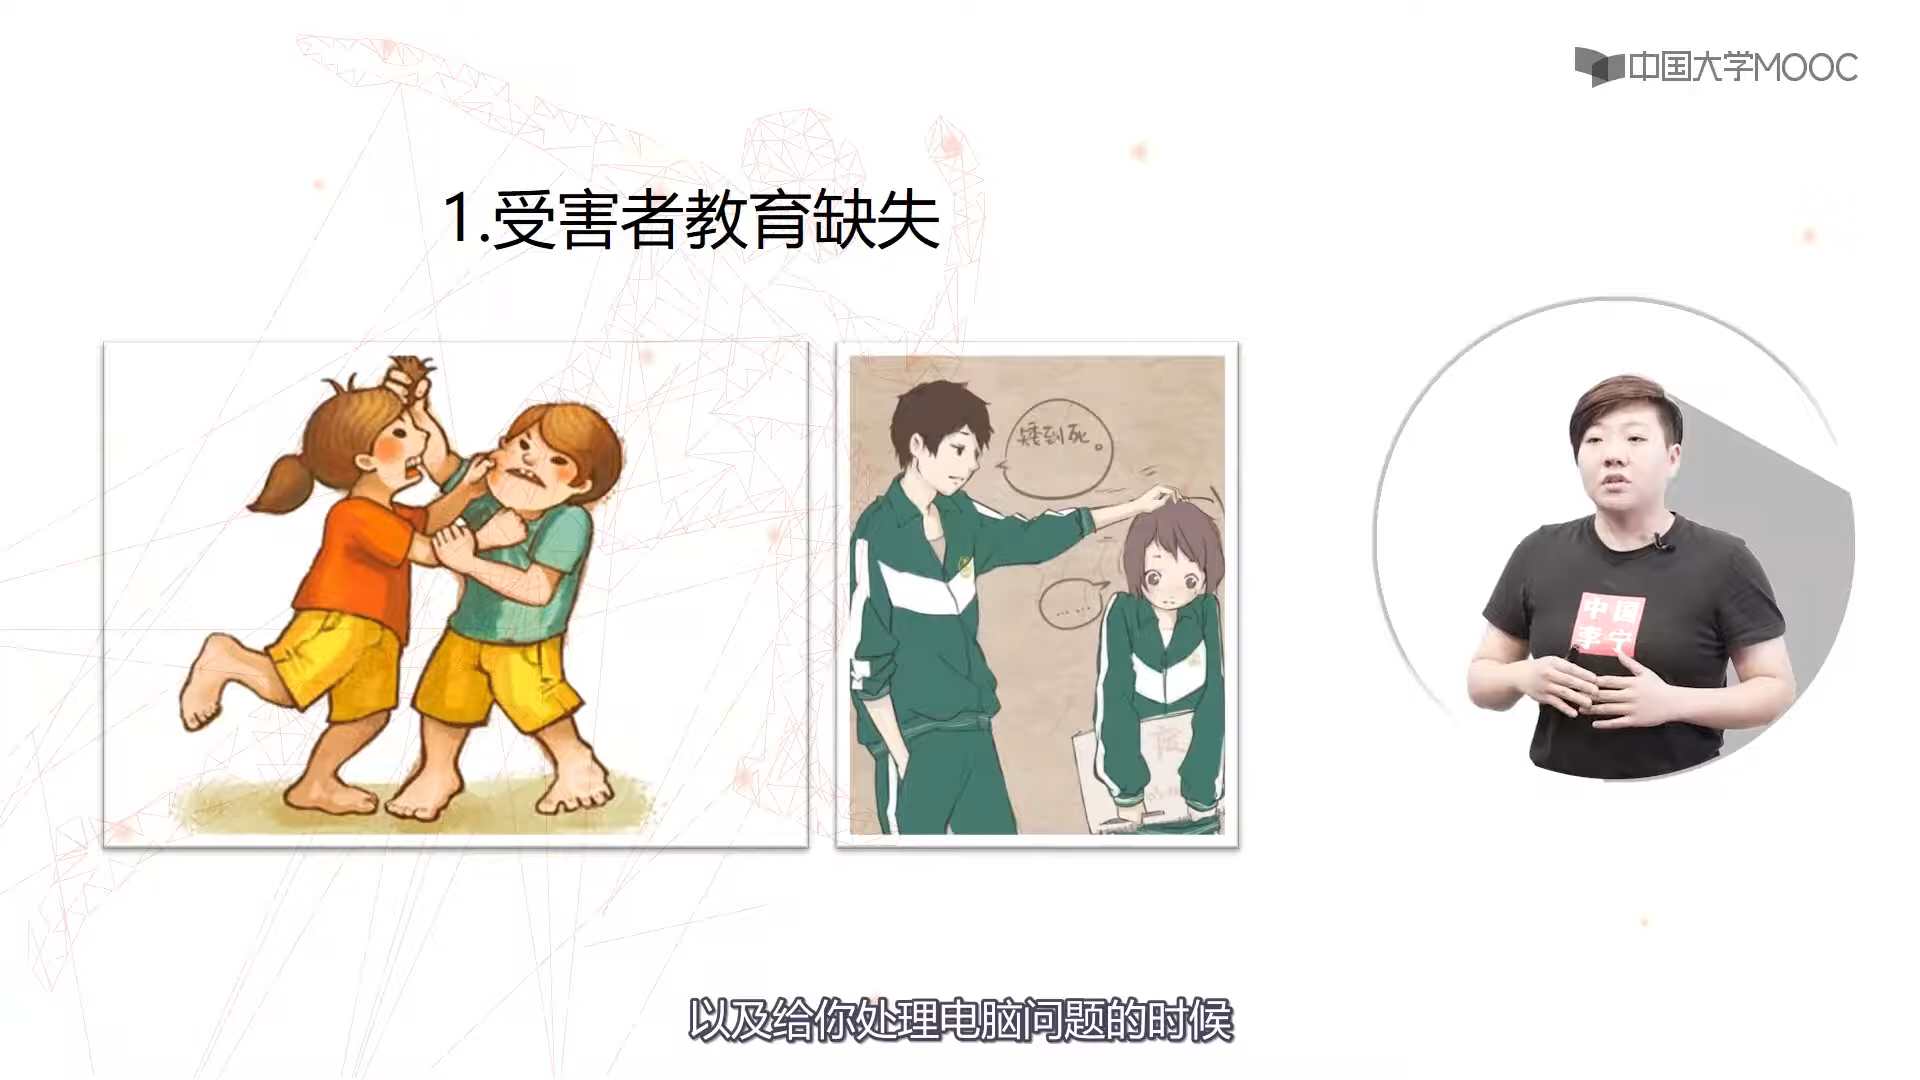 中国大学MOOC
1.受害者教育缺失
矮到死。
......
中国
李宁
以及给你处理电脑问题的时候